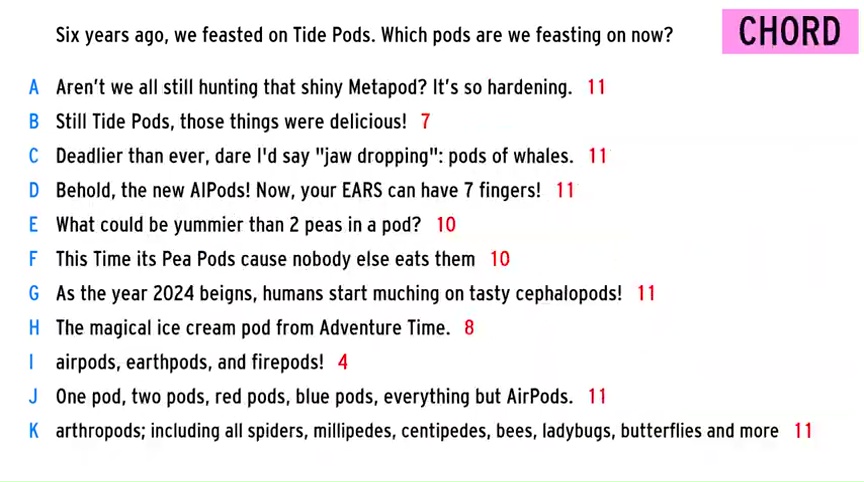 Six years ago, we feasted on Tide Pods. Which pods are we feasting on now?
CHORD
A Aren't we all still hunting that shiny Metapod? It's so hardening. 11
B Still Tide Pods, those things were delicious! 7
C Deadlier than ever, dare I'd say "jaw dropping": pods of whales. 11
D Behold, the new AIPods! Now, your EARS can have 7 fingers! 11
E What could be yummier than 2 peas in a pod? 10
F This Time its Pea Pods cause nobody else eats them 10
G As the year 2024 beigns, humans start muching on tasty cephalopods! 11
H The magical ice cream pod from Adventure Time. 8
I airpods, earthpods, and firepods! 4
J One pod, two pods, red pods, blue pods, everything but AirPods. 11
K arthropods; including all spiders, millipedes, centipedes, bees, ladybugs, butterflies and more 11